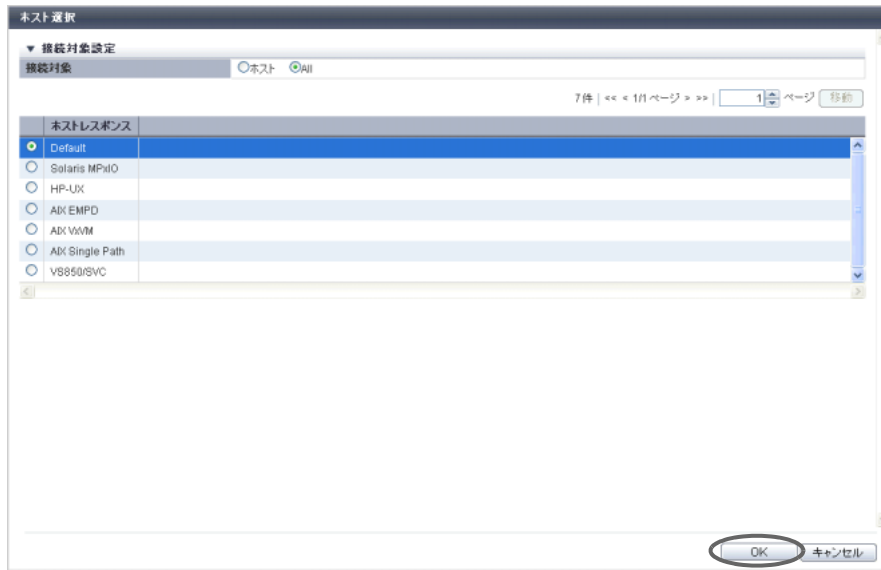 ホスト選択
▼ 接続対象設定
接続対象 ホスト All
7件 | << < 1/1 ページ > >> | 1 ページ 移動
ホストレスポンス
Default
Solaris MPxIO
HP-UX
AIX EMPD
AIX VxVM
AIX Single Path
VS850/SVC
OK キャンセル